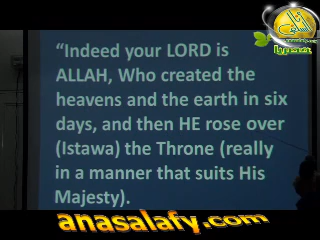 “Indeed your LORD is
ALLAH, Who created the
heavens and the earth in six
days, and then HE rose over
(Istawa) the Throne (really
in a manner that suits His
Majesty).
anasalafy.com